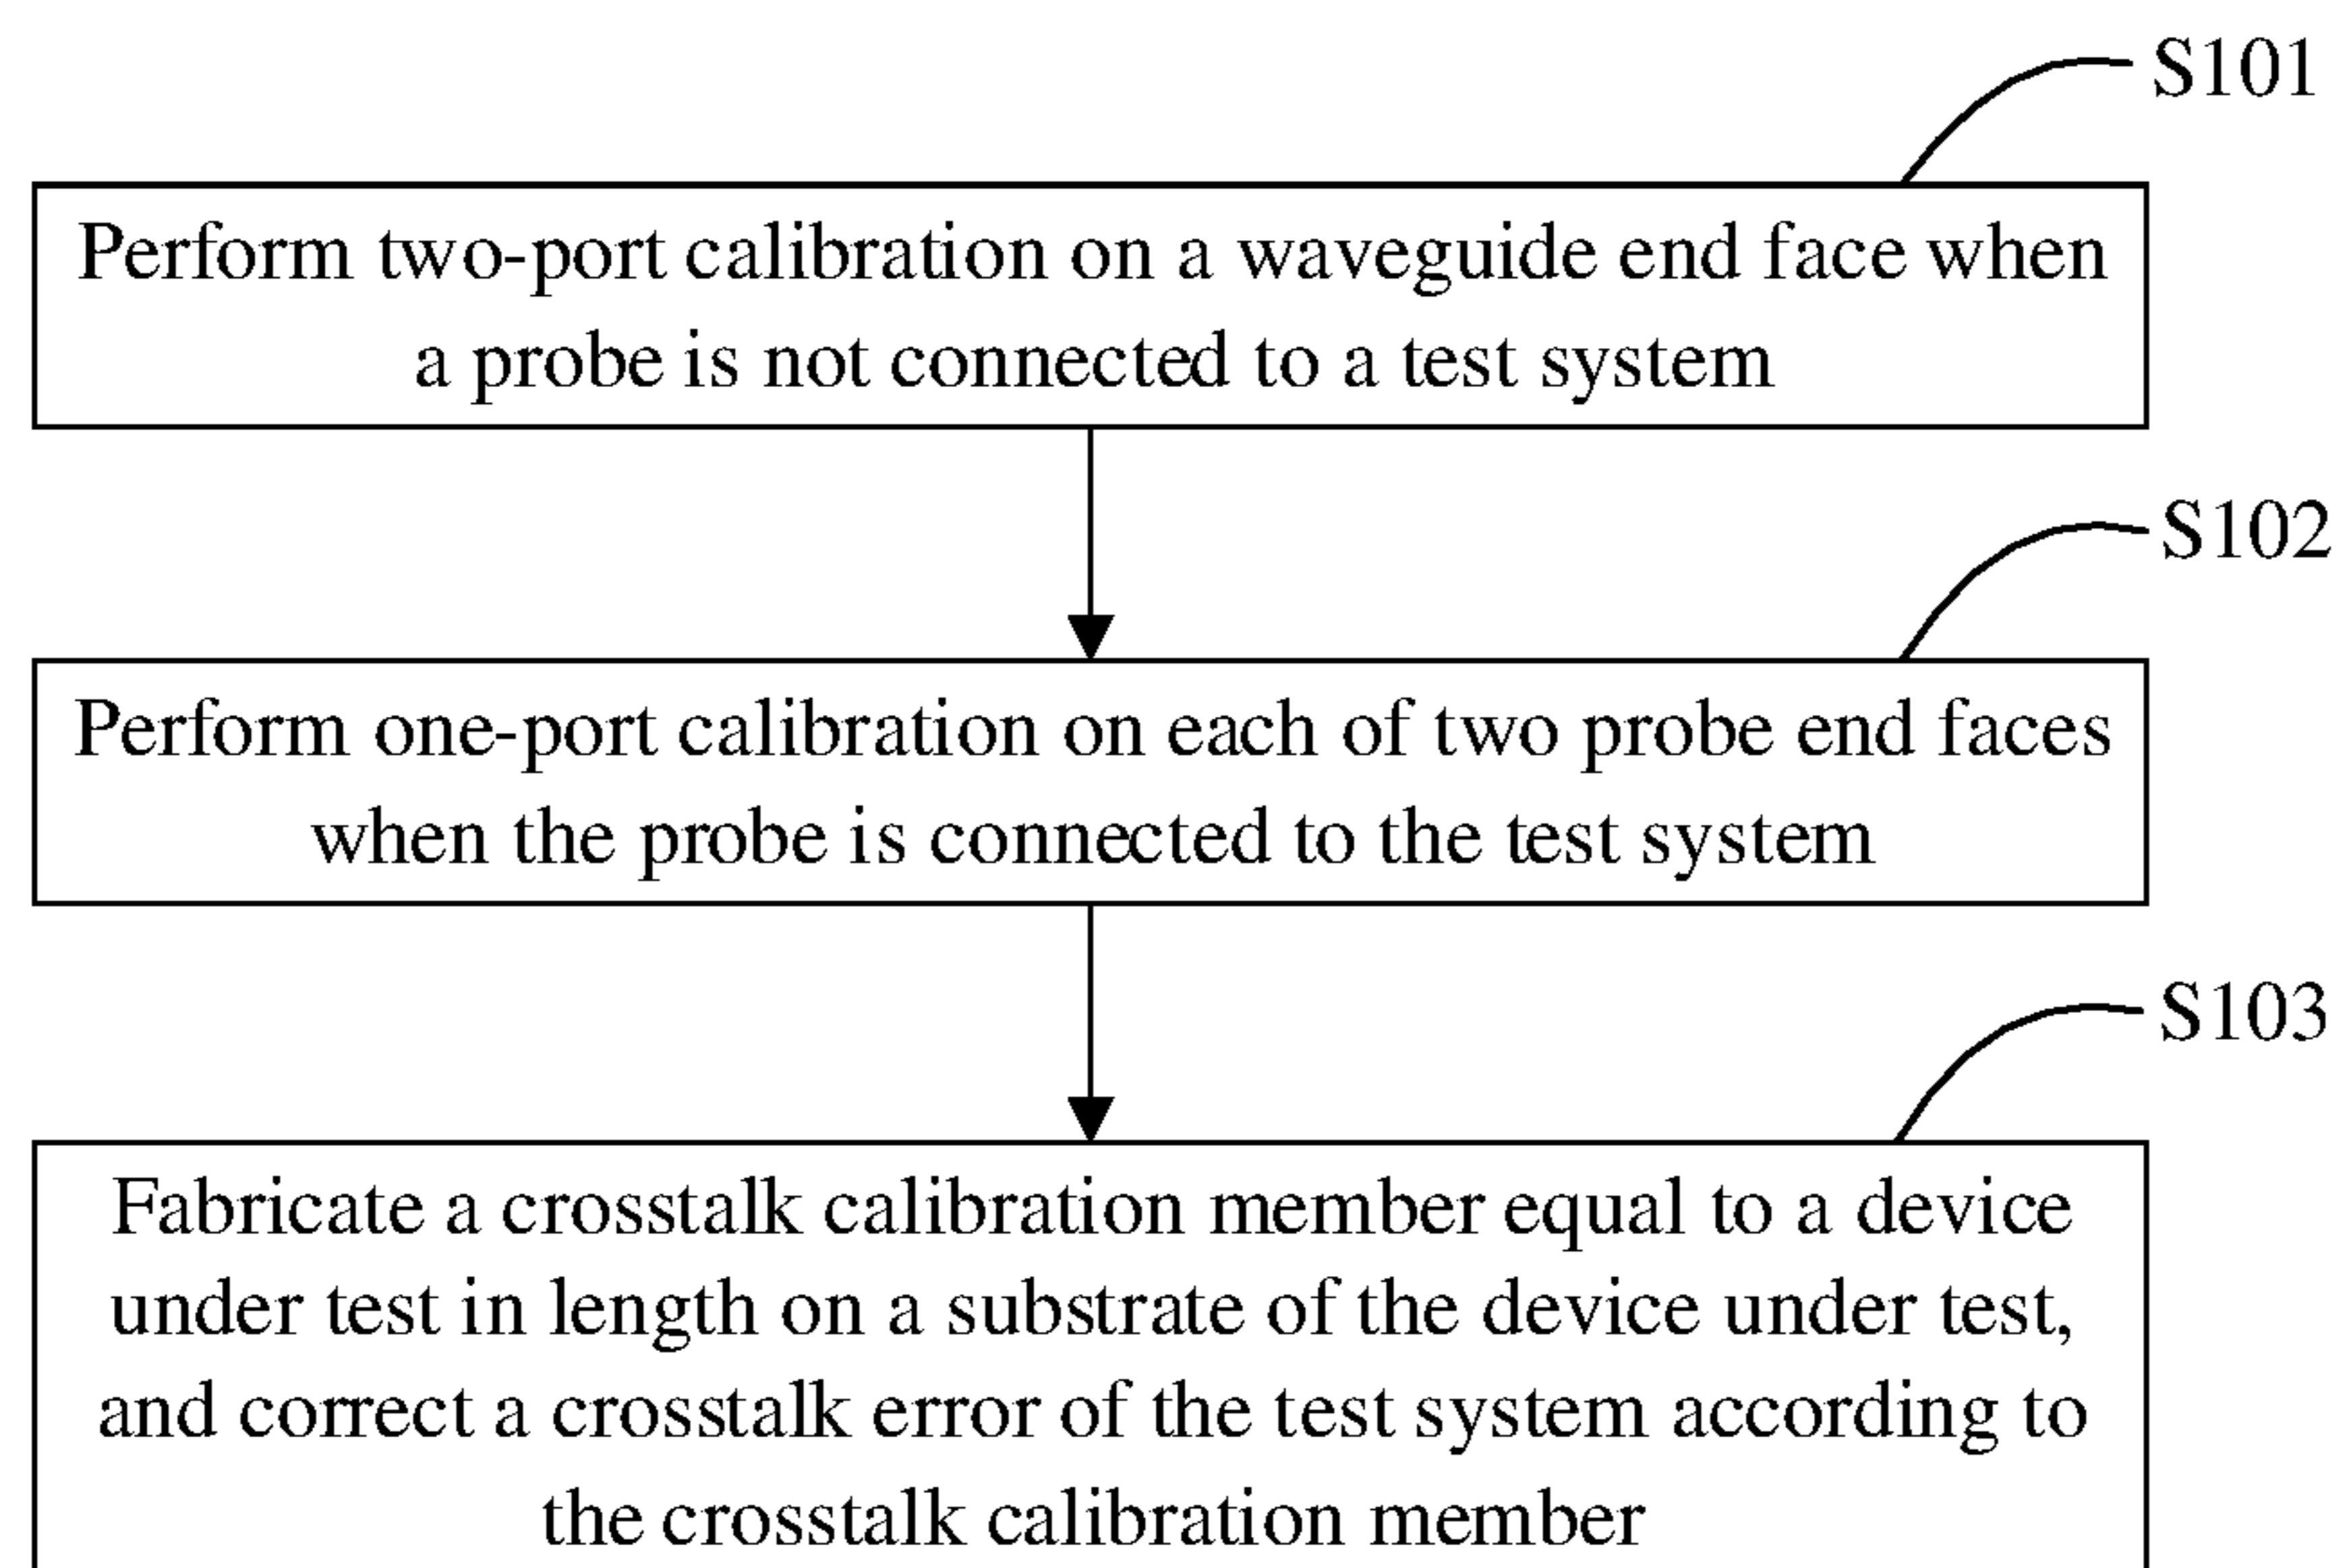 S101
Perform two-port calibration on a waveguide end face when
a probe is not connected to a test system
S102
Perform one-port calibration on each of two probe end faces
when the probe is connected to the test system
S103
Fabricate a crosstalk calibration member equal to a device
under test in length on a substrate of the device under test,
and correct a crosstalk error of the test system according to
the crosstalk calibration member